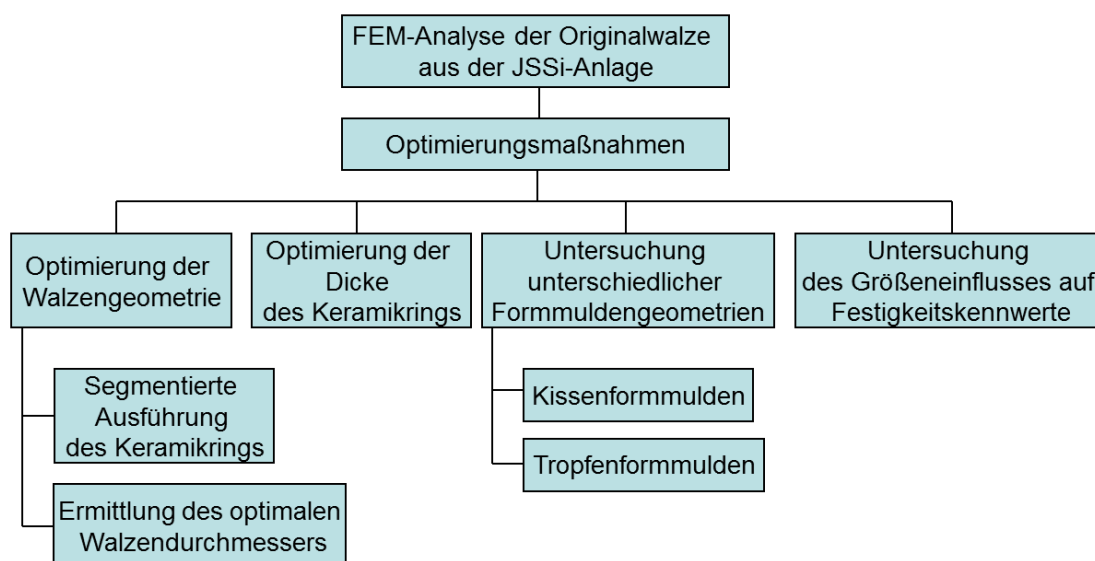 FEM-Analyse der Originalwalze
aus der JSSi-Anlage
Optimierungsmaßnahmen
Optimierung der
Walzengeometrie
Optimierung der
Dicke
des Keramikrings
Untersuchung
unterschiedlicher
Formmuldengeometrien
Untersuchung
des Größeneinflusses auf
Festigkeitskennwerte
Segmentierte
Ausführung
des Keramikrings
Ermittlung des optimalen
Walzendurchmessers
Kissenformmulden
Tropfenformmulden